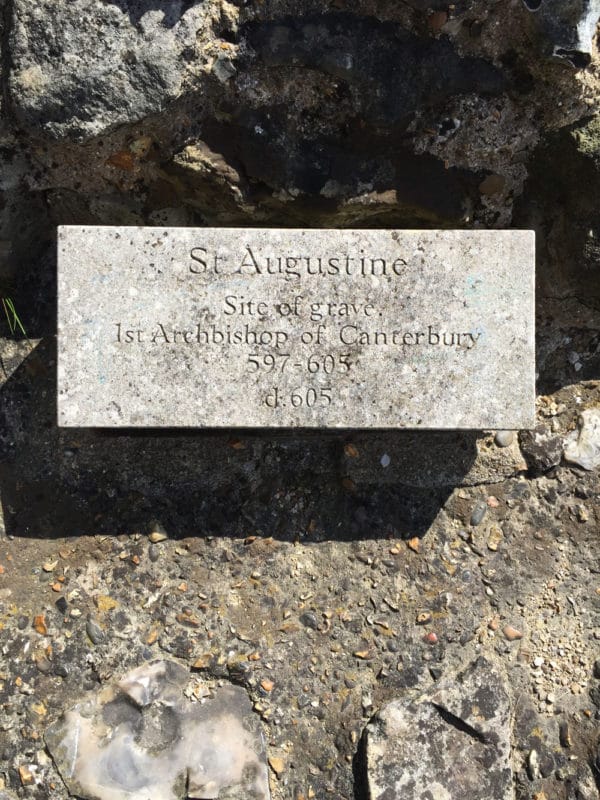 St Augustine
Site of grave.
1st Archbishop of Canterbury
597-605
d.605